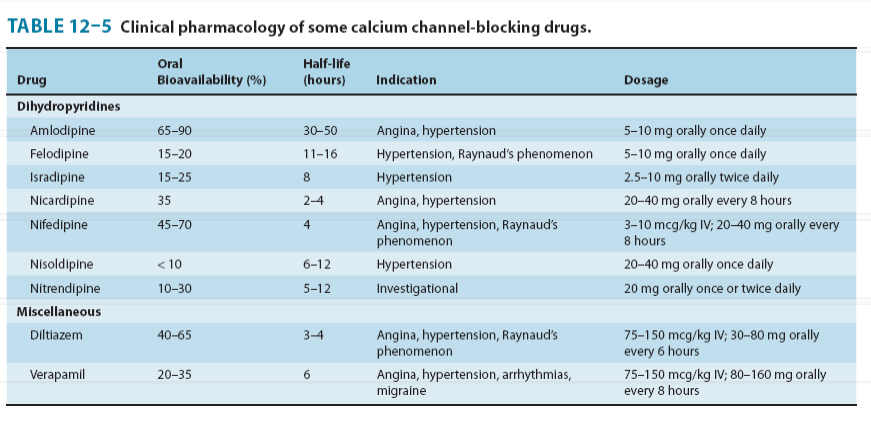 TABLE 12–5 Clinical pharmacology of some calcium channel-blocking drugs.
Oral Half-life
Drug Bioavailability (%) (hours) Indication Dosage
Dihydropyridines
Amlodipine 65–90 30–50 Angina, hypertension 5–10 mg orally once daily
Felodipine 15–20 11–16 Hypertension, Raynaud's phenomenon 5–10 mg orally once daily
Isradipine 15–25 8 Hypertension 2.5–10 mg orally twice daily
Nicardipine 35 2–4 Angina, hypertension 20–40 mg orally every 8 hours
Nifedipine 45–70 4 Angina, hypertension, Raynaud's 3–10 mcg/kg IV; 20–40 mg orally every
phenomenon 8 hours
Nisoldipine < 10 6–12 Hypertension 20–40 mg orally once daily
Nitrendipine 10–30 5–12 Investigational 20 mg orally once or twice daily
Miscellaneous
Diltiazem 40–65 3–4 Angina, hypertension, Raynaud's 75–150 mcg/kg IV; 30–80 mg orally
phenomenon every 6 hours
Verapamil 20–35 6 Angina, hypertension, arrhythmias, 75–150 mcg/kg IV; 80–160 mg orally
migraine every 8 hours